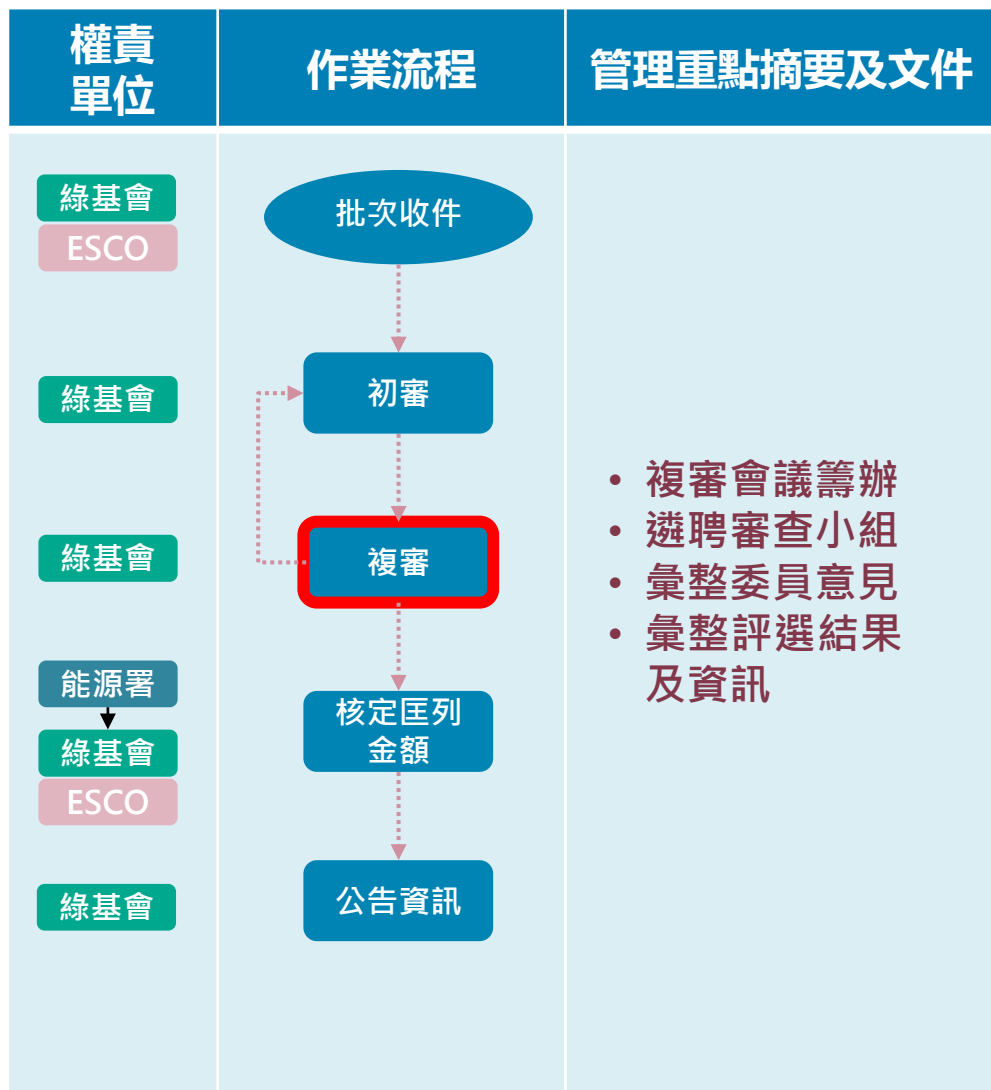 權責
單位
作業流程
管理重點摘要及文件
綠基會
ESCO
批次收件
綠基會
初審
綠基會
複審
• 複審會議籌辦
• 遴聘審查小組
• 彙整委員意見
• 彙整評選結果
及資訊
能源署
綠基會
ESCO
核定匡列
金額
綠基會
公告資訊